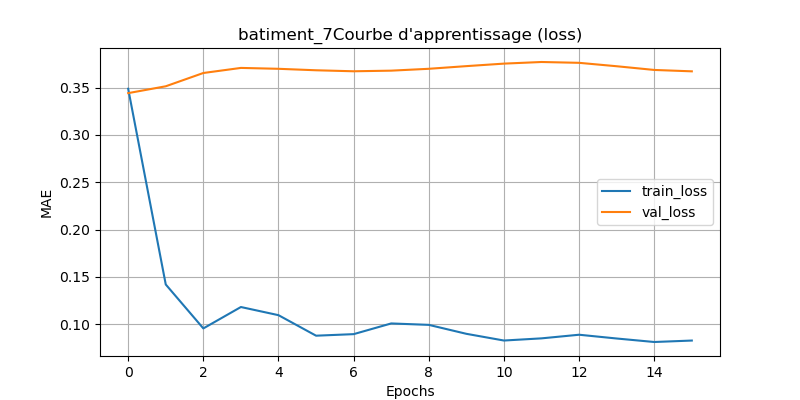 batiment_7Courbe d'apprentissage (loss)
MAE
0.35
0.30
0.25
0.20
0.15
0.10
train_loss
val_loss
0 2 4 6 8 10 12 14
Epochs